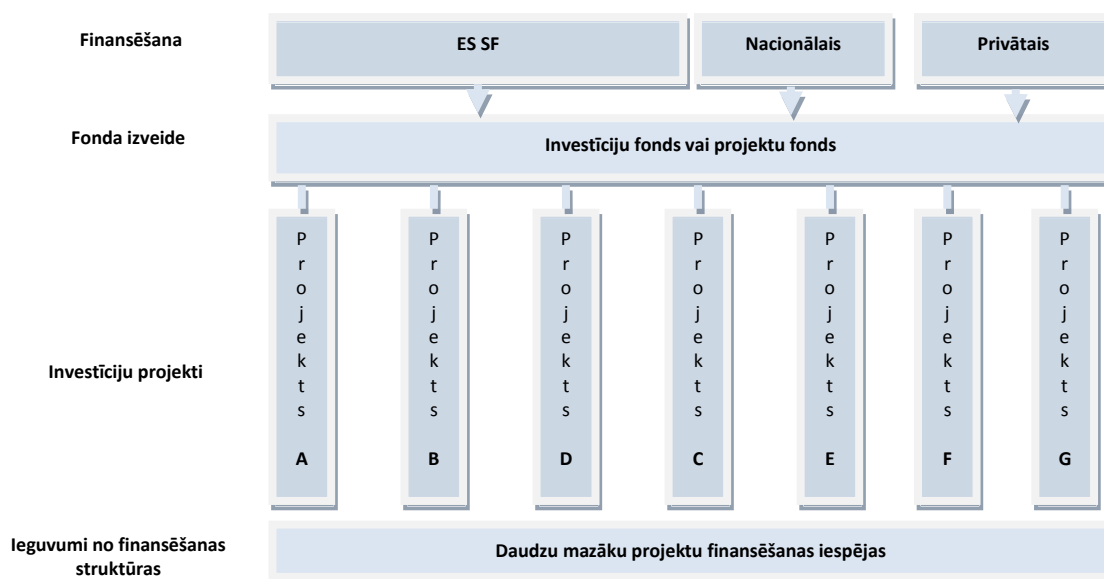 Finansēšana
ES SF
Nacionālais
Privātais
Fonda izveide
Investīciju fonds vai projektu fonds
Investīciju projekti
Projekts A
Projekts B
Projekts D
Projekts C
Projekts E
Projekts F
Projekts G
Ieguvumi no finansēšanas
struktūras
Daudzu mazāku projektu finansēšanas iespējas